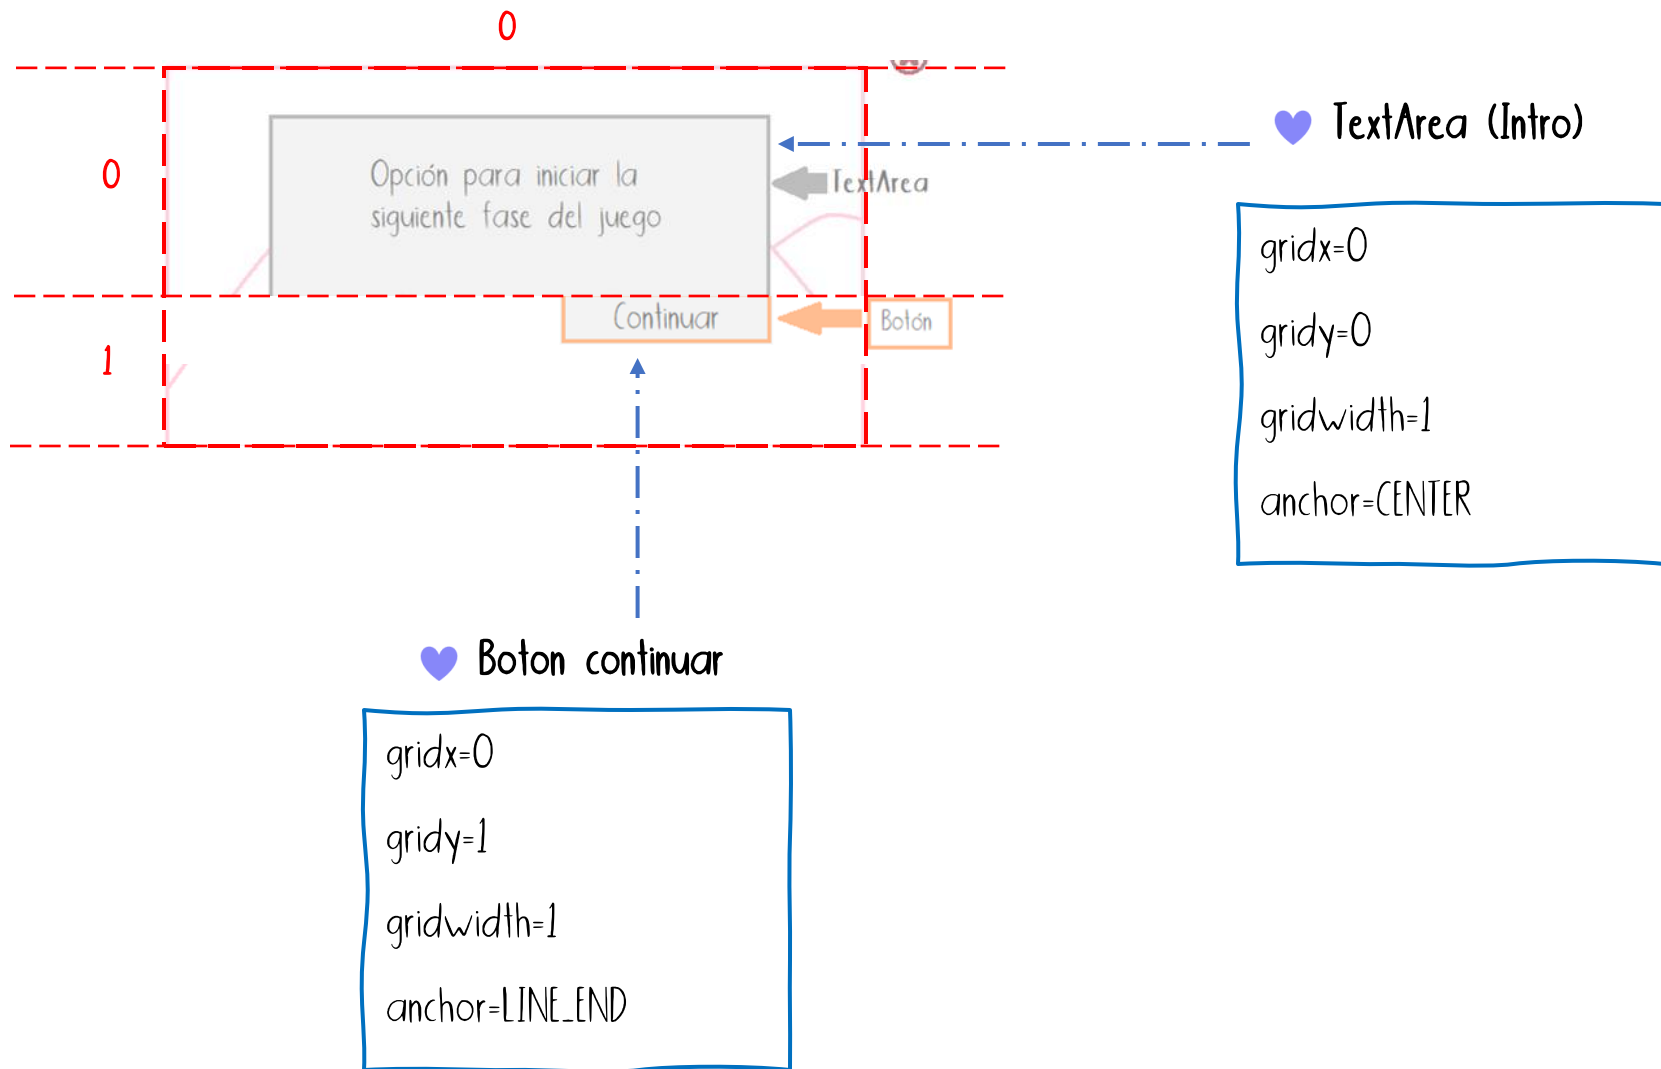 0
0
Opción para iniciar la
siguiente fase del juego
TextArea
1
Continuar
Botón
TextArea (Intro)
gridx=0
gridy=0
gridwidth=1
anchor=CENTER
Boton continuar
gridx=0
gridy=1
gridwidth=1
anchor=LINE_END